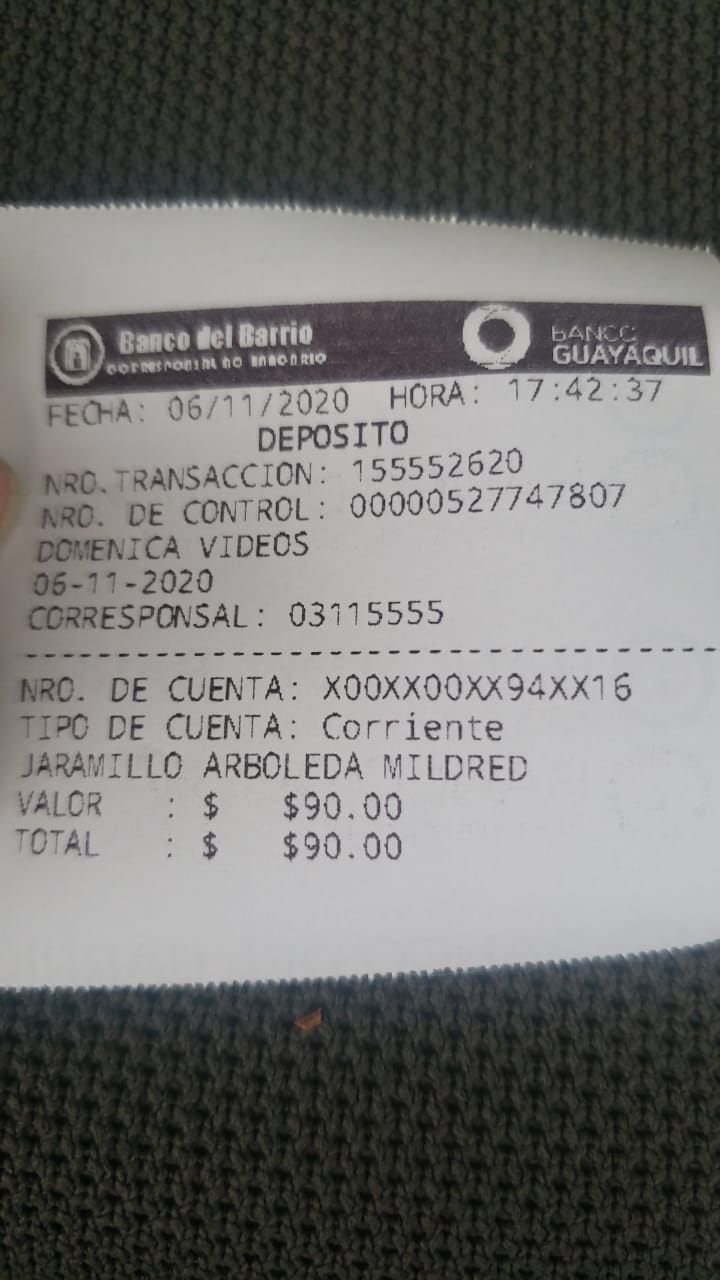 Banco del Barrio
BANCO
GUAYAQUIL
FECHA: 06/11/2020 HORA: 17:42:37
DEPOSITO
NRO.TRANSACCION: 155552620
NRO. DE CONTROL: 00000527747807
DOMENICA VIDEOS
06-11-2020
CORRESPONSAL: 03115555
NRO. DE CUENTA: X00XX00XX94XX16
TIPO DE CUENTA: Corriente
JARAMILLO ARBOLEDA MILDRED
VALOR : $ $90.00
TOTAL : $ $90.00